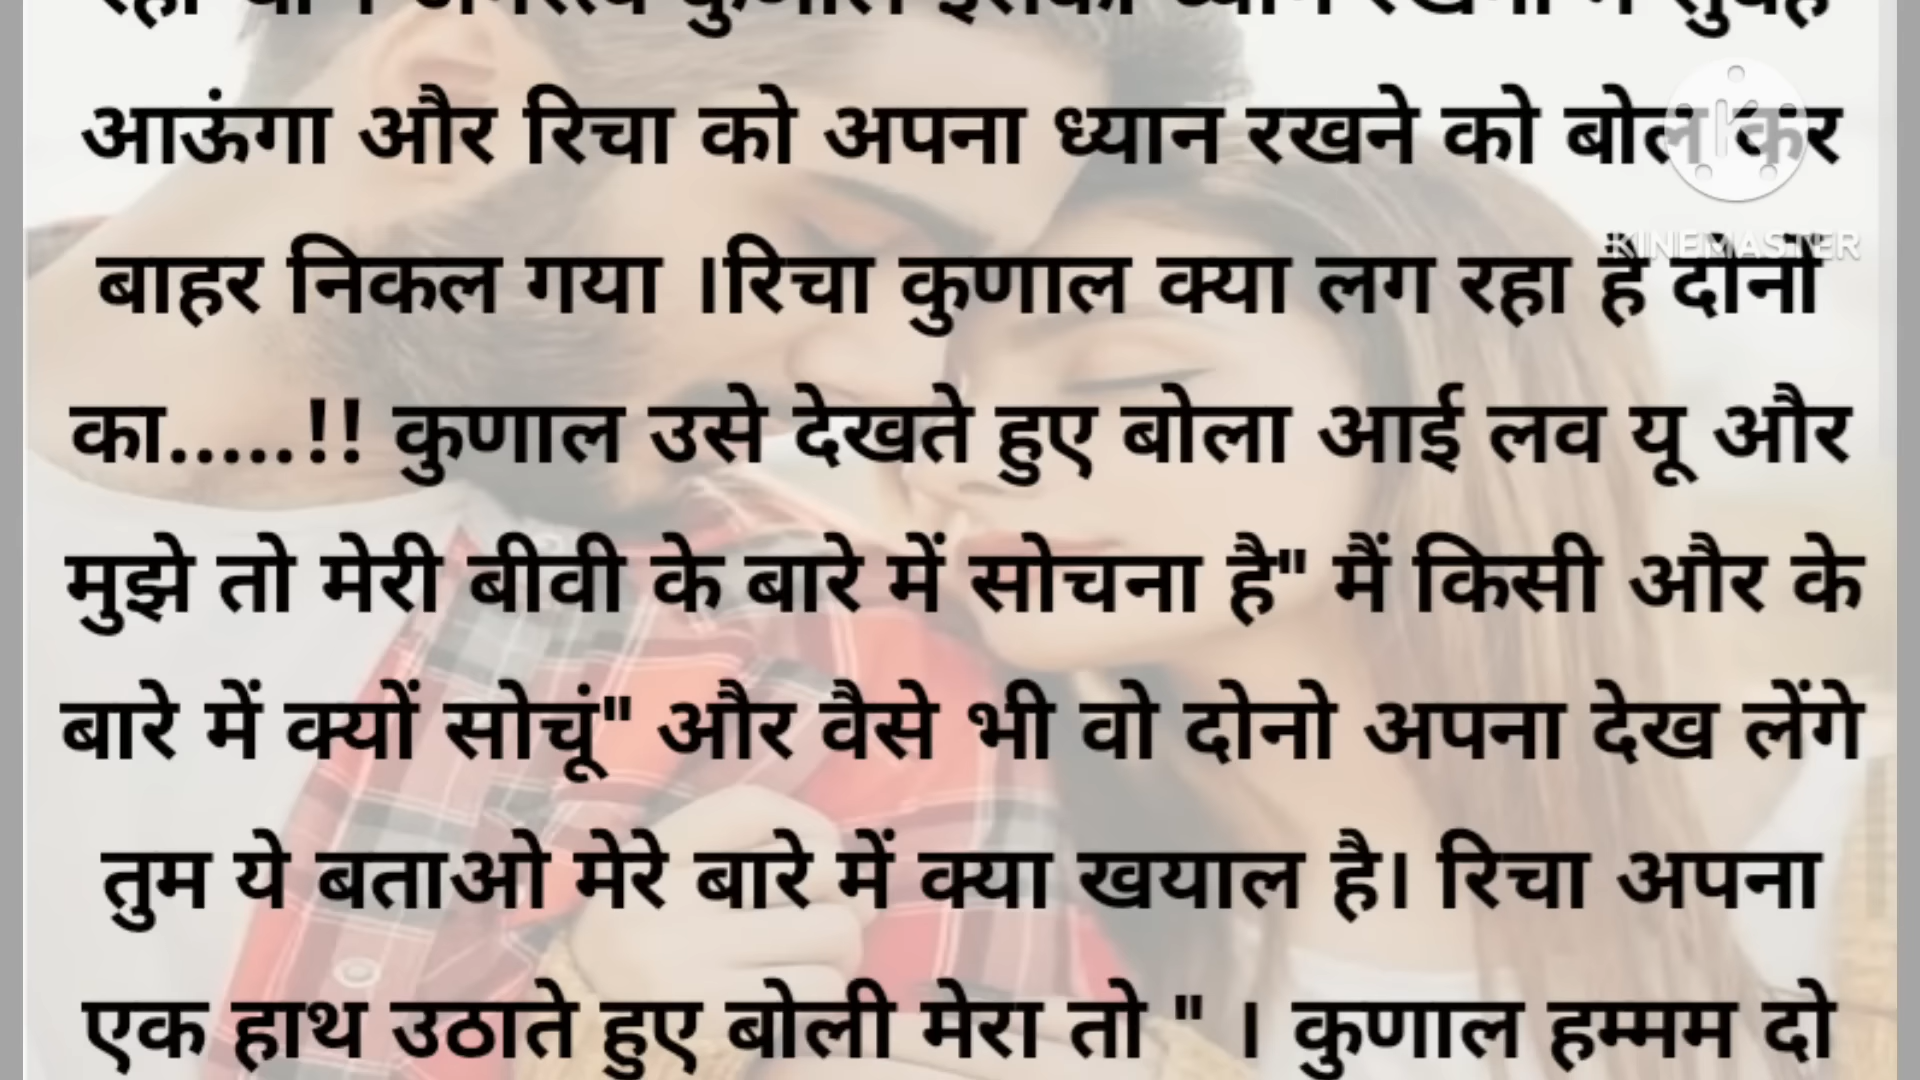 आऊंगा और रिचा को अपना ध्यान रखने को बोल कर
बाहर निकल गया ।रिचा कुणाल क्या लग रहा है दोनो
का.....!! कुणाल उसे देखते हुए बोला आई लव यू और
मुझे तो मेरी बीवी के बारे में सोचना है" मैं किसी और के
बारे में क्यों सोचूं" और वैसे भी वो दोनो अपना देख लेंगे
तुम ये बताओ मेरे बारे में क्या खयाल है। रिचा अपना
एक हाथ उठाते हुए बोली मेरा तो " । कुणाल हम्मम दो
KINEMASTER